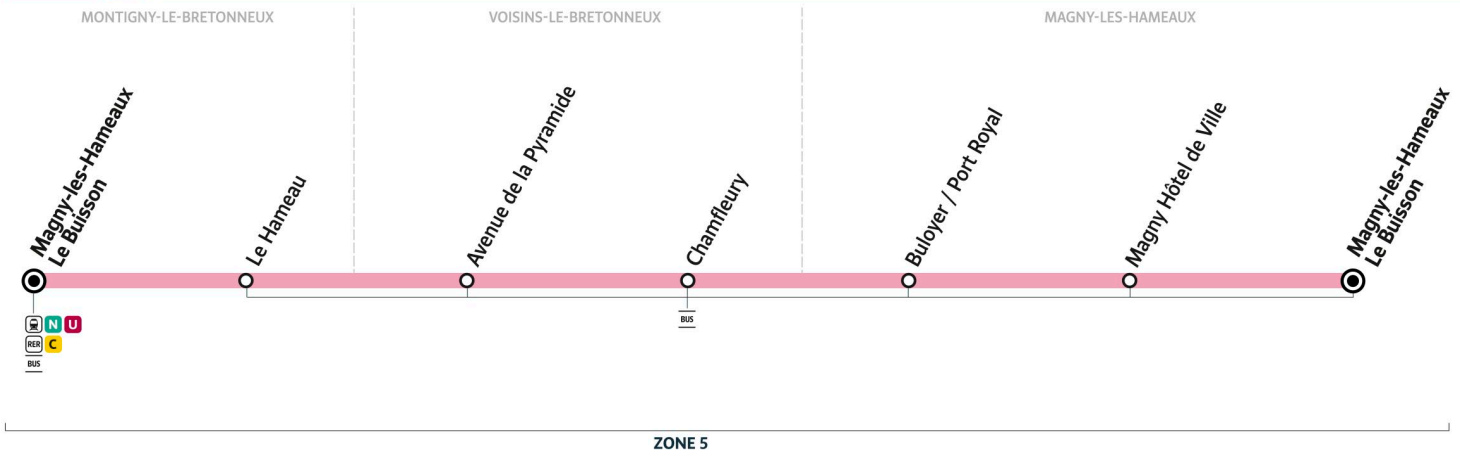 MONTIGNY-LE-BRETONNEUX
VOISINS-LE-BRETONNEUX
MAGNY-LES-HAMEAUX
Magny-les-Hameaux
Le Buisson
Le Hameau
Avenue de la Pyramide
Chamfleury
Buloyer / Port Royal
Magny Hôtel de Ville
Magny-les-Hameaux
Le Buisson
N U
RER C
BUS
BUS
ZONE 5